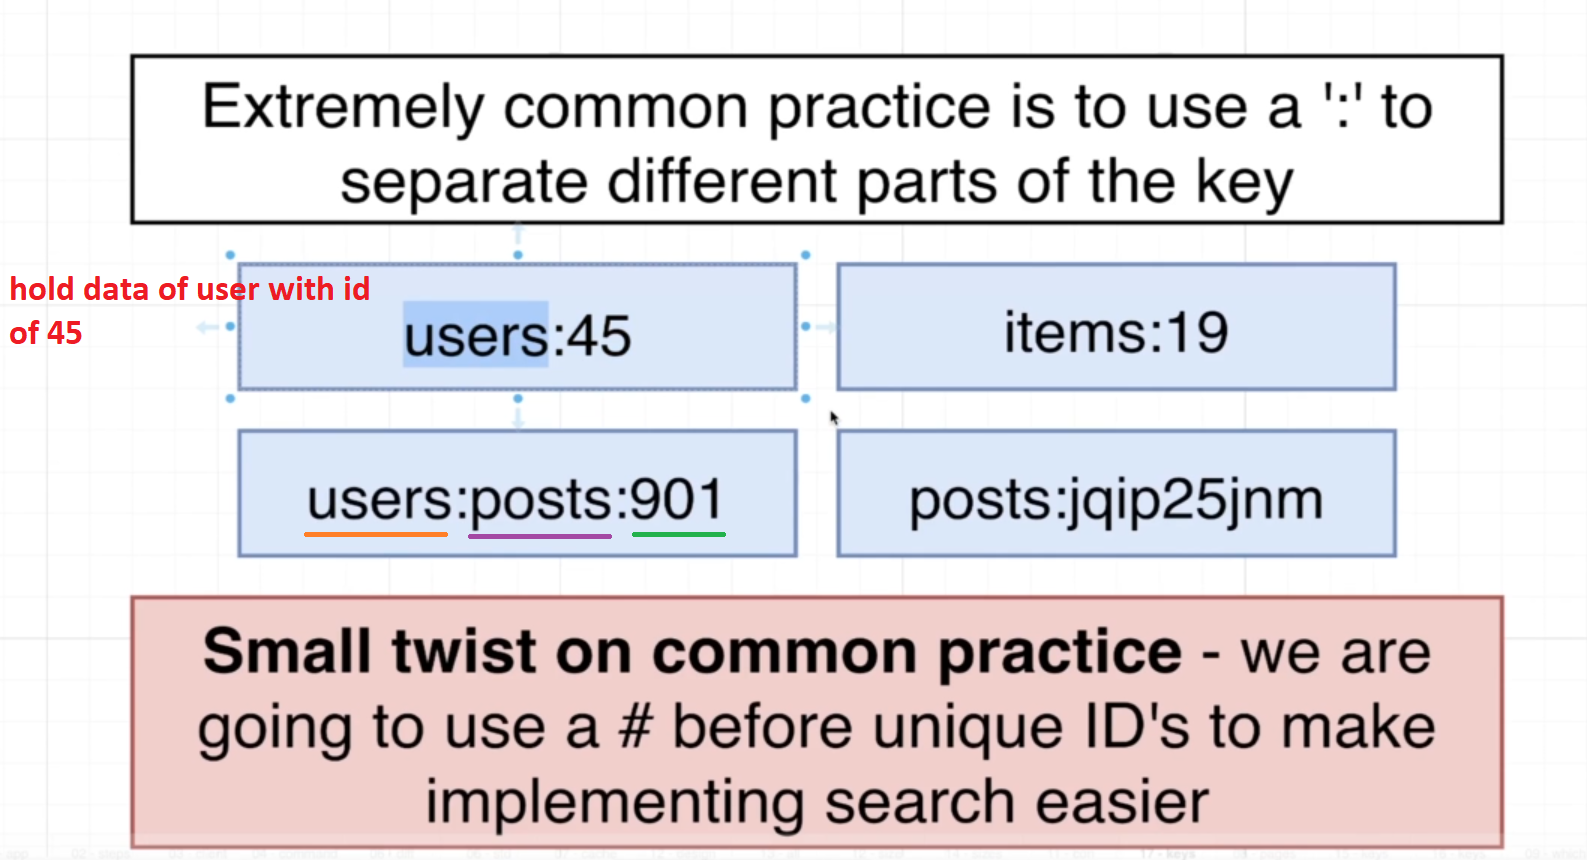 Extremely common practice is to use a ':' to
separate different parts of the key
hold data of user with id
of 45
users:45
items:19
users:posts:901
posts:jqip25jnm
Small twist on common practice - we are
going to use a # before unique ID's to make
implementing search easier
17 - keys